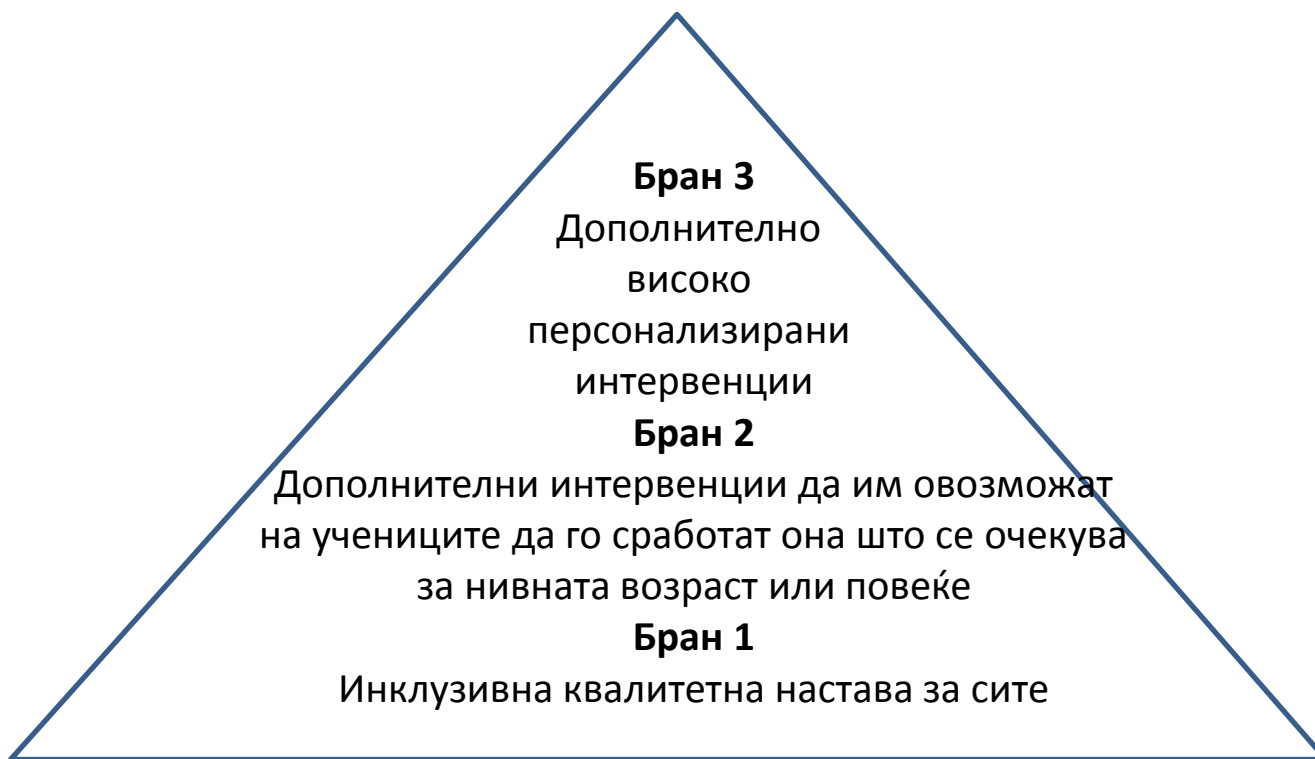 Бран 3
Дополнително
високо
персонализирани
интервенции
Бран 2
Дополнителни интервенции да им овозможат
на учениците да го сработат она што се очекува
за нивната возраст или повеќе
Бран 1
Инклузивна квалитетна настава за сите